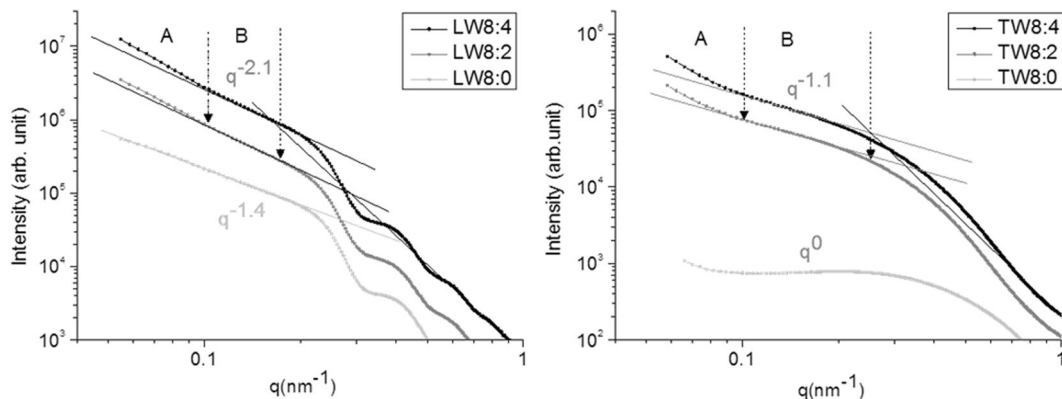 A
B
LW8:4
LW8:2
LW8:0
q-2.1
q-1.4
10^7
10^6
10^5
10^4
10^3
Intensity (arb. unit)
0.1
1
q(nm-1)
A
B
TW8:4
TW8:2
TW8:0
q-1.1
q0
10^6
10^5
10^4
10^3
10^2
Intensity (arb.unit)
0.1
1
q(nm-1)